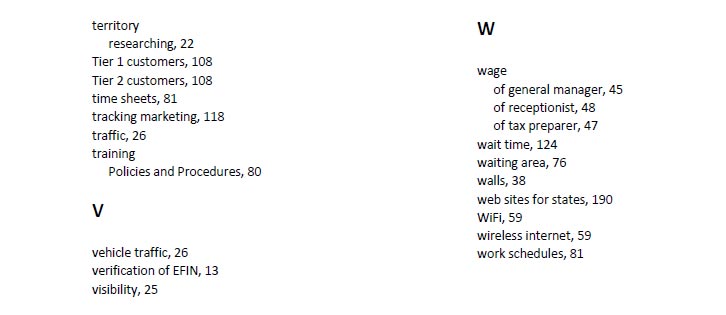 territory
researching, 22
Tier 1 customers, 108
Tier 2 customers, 108
time sheets, 81
tracking marketing, 118
traffic, 26
training
Policies and Procedures, 80
V
vehicle traffic, 26
verification of EFIN, 13
visibility, 25
W
wage
of general manager, 45
of receptionist, 48
of tax preparer, 47
wait time, 124
waiting area, 76
walls, 38
web sites for states, 190
WiFi, 59
wireless internet, 59
work schedules, 81